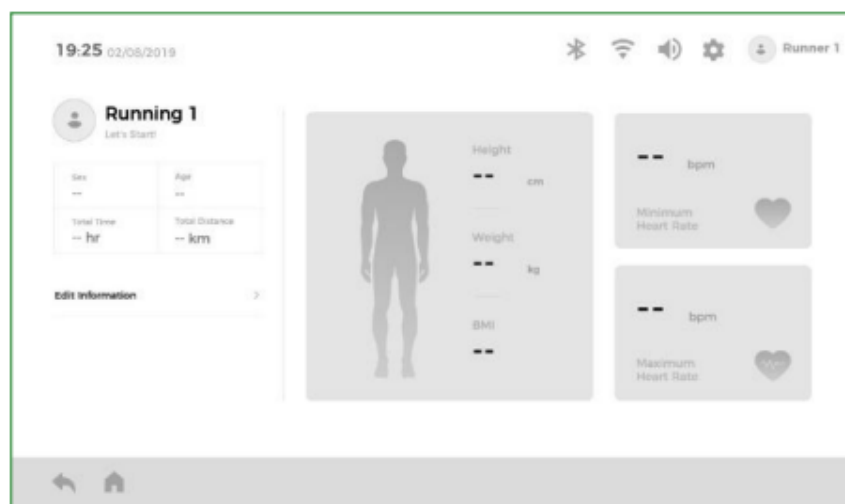 19:25 02/08/2019
Runner 1
Running 1
Let's Start!
Sex
--
Age
--
Total Time
-- hr
Total Distance
-- km
Edit Information
Height
-- cm
Weight
-- kg
BMI
--
-- bpm
Minimum
Heart Rate
-- bpm
Maximum
Heart Rate